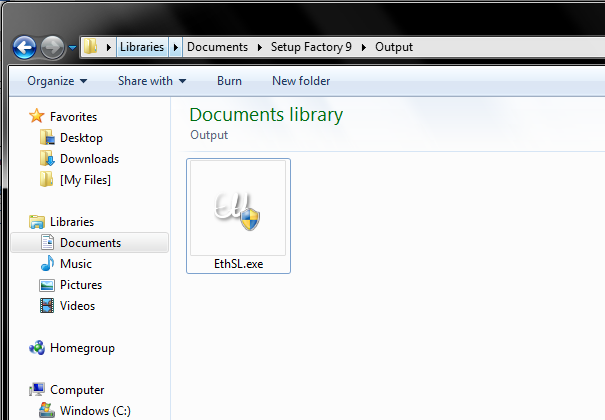 Libraries Documents Setup Factory 9 Output
Organize Share with Burn New folder
Favorites
Desktop
Downloads
[My Files]
Libraries
Documents
Music
Pictures
Videos
Homegroup
Computer
Windows (C:)
Documents library
Output
EthSL.exe